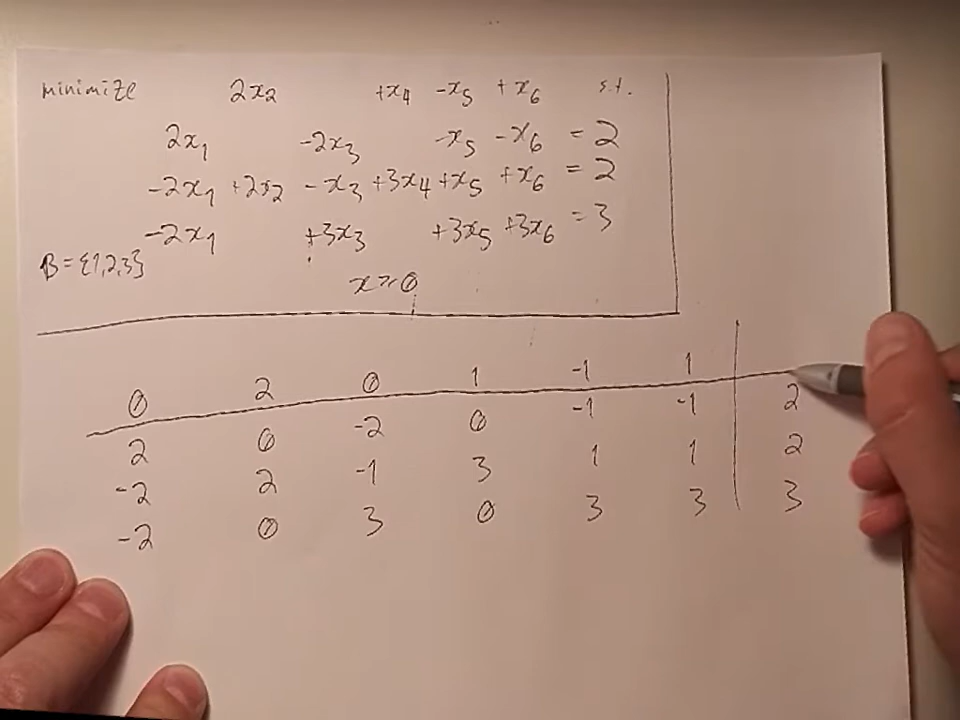 minimize 2x₂ +x₄ -x₅ +x₆ s.t.
2x₁ -2x₃ -x₅ -x₆ = 2
-2x₁ +2x₂ -x₃ +3x₄ +x₅ +x₆ = 2
-2x₁ +3x₃ +3x₅ +3x₆ = 3
B = {1,2,3}
x ≥ 0
0 2 0 1 -1 1
2 0 -2 0 -1 -1 2
-2 2 -1 3 1 1 2
-2 0 3 0 3 3 3